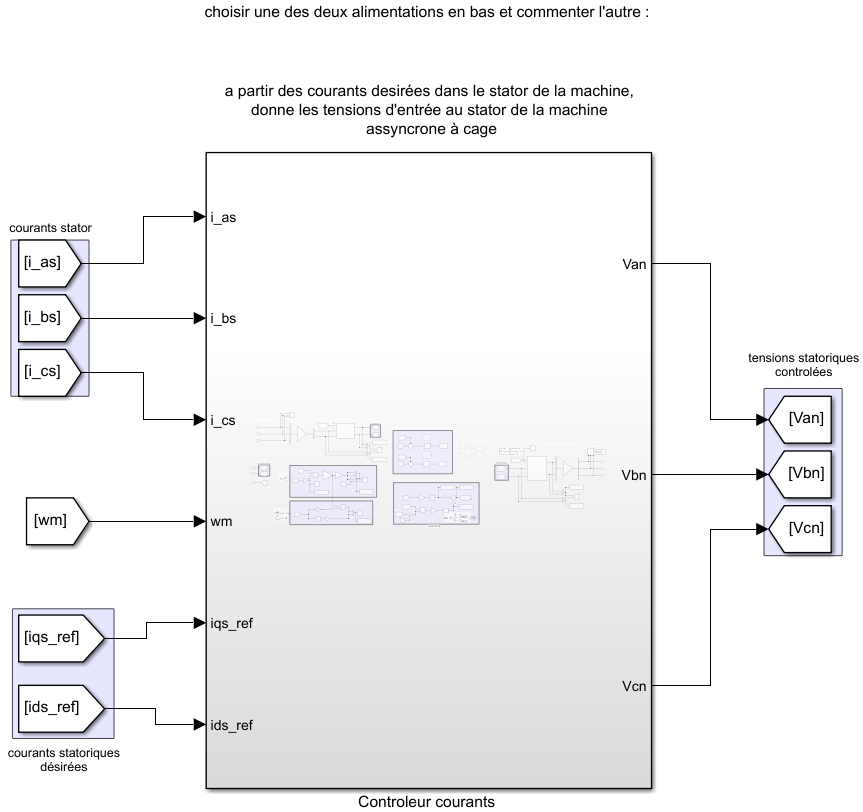 choisir une des deux alimentations en bas et commenter l'autre :
a partir des courants desirées dans le stator de la machine,
donne les tensions d'entrée au stator de la machine
assyncrone à cage
courants stator
[i_as]
[i_bs]
[i_cs]
[wm]
[iqs_ref]
[ids_ref]
courants statoriques
désirées
i_as
i_bs
i_cs
wm
iqs_ref
ids_ref
Van
Vbn
Vcn
tensions statoriques
controlées
[Van]
[Vbn]
[Vcn]
Controleur courants